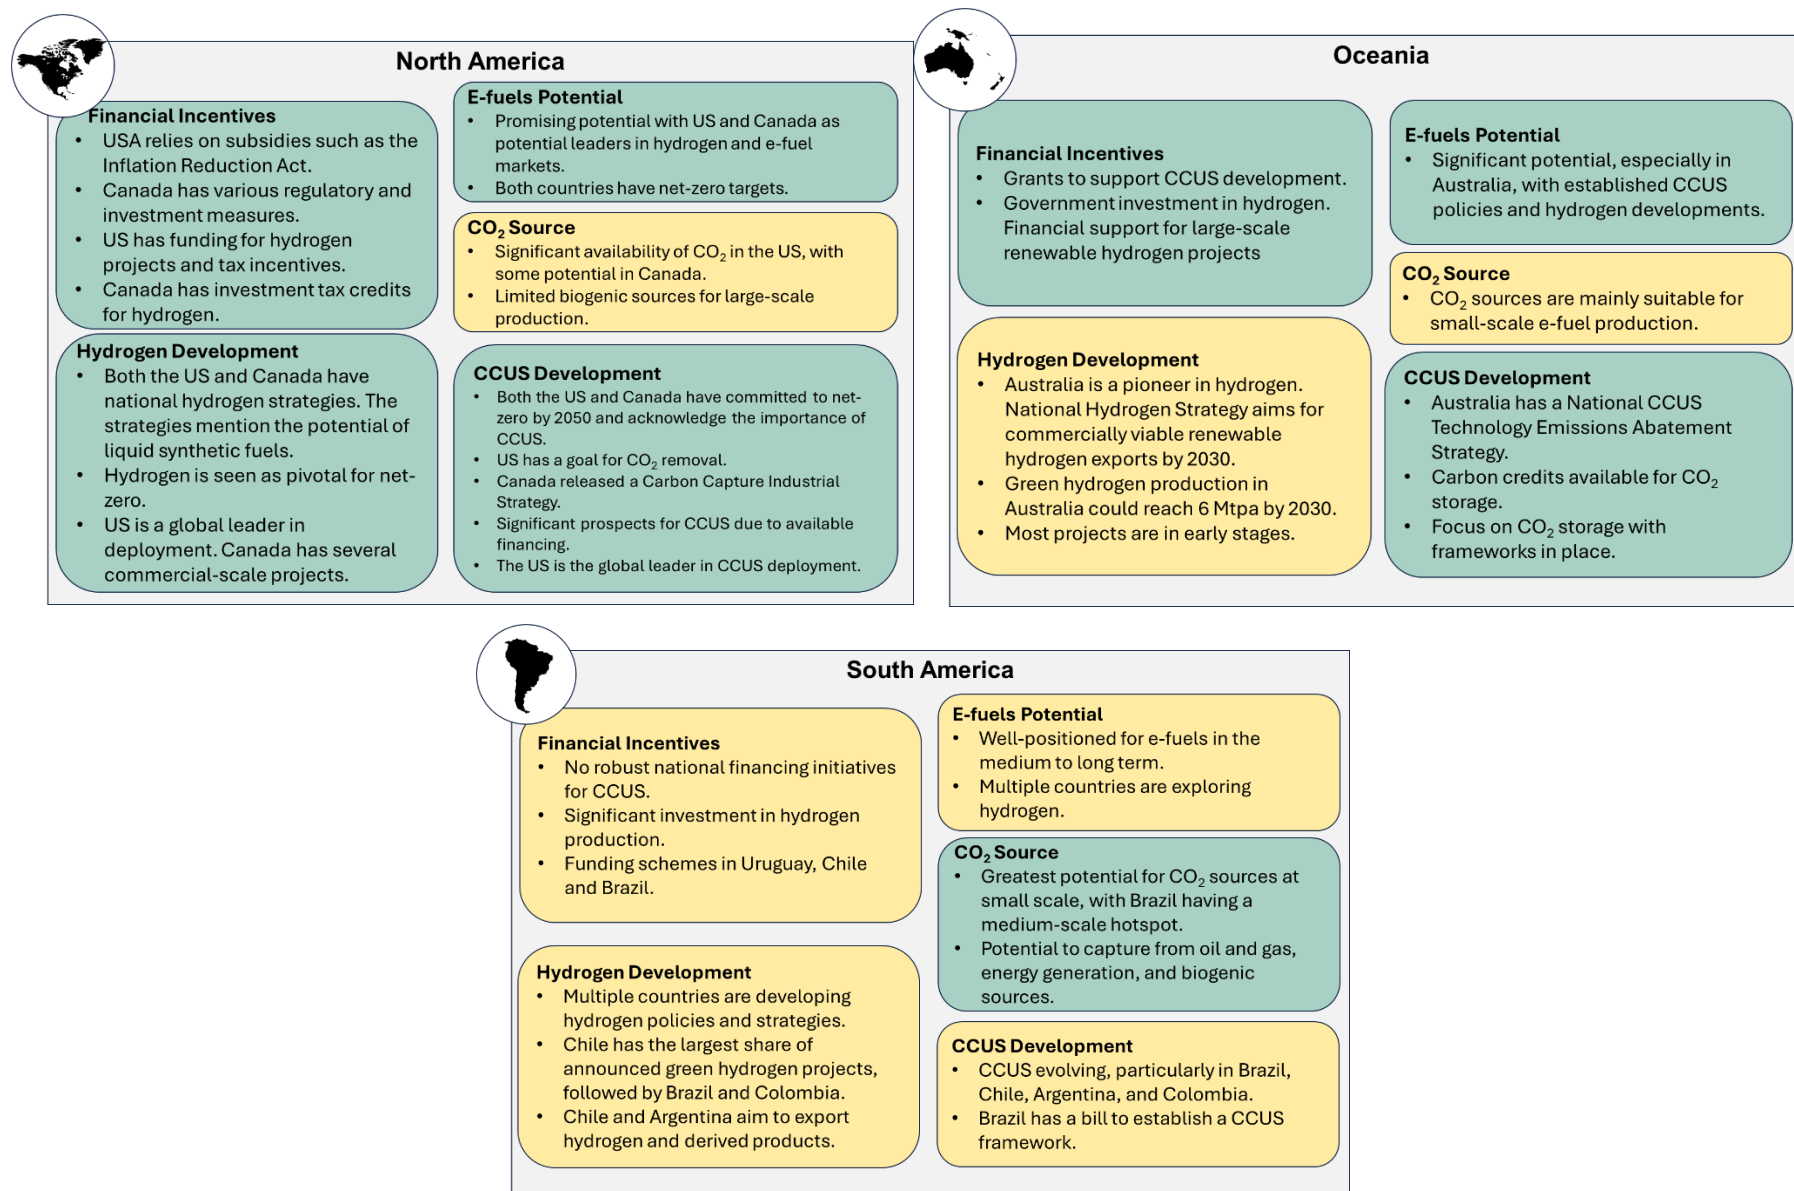 North America
Financial Incentives
• USA relies on subsidies such as the
Inflation Reduction Act.
• Canada has various regulatory and
investment measures.
• US has funding for hydrogen
projects and tax incentives.
• Canada has investment tax credits
for hydrogen.
Hydrogen Development
• Both the US and Canada have
national hydrogen strategies. The
strategies mention the potential of
liquid synthetic fuels.
• Hydrogen is seen as pivotal for net-
zero.
• US is a global leader in
deployment. Canada has several
commercial-scale projects.
E-fuels Potential
• Promising potential with US and Canada as
potential leaders in hydrogen and e-fuel
markets.
• Both countries have net-zero targets.
CO₂ Source
• Significant availability of CO₂ in the US, with
some potential in Canada.
• Limited biogenic sources for large-scale
production.
CCUS Development
• Both the US and Canada have committed to net-
zero by 2050 and acknowledge the importance of
CCUS.
• US has a goal for CO₂ removal.
• Canada released a Carbon Capture Industrial
Strategy.
• Significant prospects for CCUS due to available
financing.
• The US is the global leader in CCUS deployment.
Oceania
Financial Incentives
• Grants to support CCUS development.
• Government investment in hydrogen.
Financial support for large-scale
renewable hydrogen projects
Hydrogen Development
• Australia is a pioneer in hydrogen.
National Hydrogen Strategy aims for
commercially viable renewable
hydrogen exports by 2030.
• Green hydrogen production in
Australia could reach 6 Mtpa by 2030.
• Most projects are in early stages.
E-fuels Potential
• Significant potential, especially in
Australia, with established CCUS
policies and hydrogen developments.
CO₂ Source
• CO₂ sources are mainly suitable for
small-scale e-fuel production.
CCUS Development
• Australia has a National CCUS
Technology Emissions Abatement
Strategy.
• Carbon credits available for CO₂
storage.
• Focus on CO₂ storage with
frameworks in place.
South America
Financial Incentives
• No robust national financing initiatives
for CCUS.
• Significant investment in hydrogen
production.
• Funding schemes in Uruguay, Chile
and Brazil.
Hydrogen Development
• Multiple countries are developing
hydrogen policies and strategies.
• Chile has the largest share of
announced green hydrogen projects,
followed by Brazil and Colombia.
• Chile and Argentina aim to export
hydrogen and derived products.
E-fuels Potential
• Well-positioned for e-fuels in the
medium to long term.
• Multiple countries are exploring
hydrogen.
CO₂ Source
• Greatest potential for CO₂ sources at
small scale, with Brazil having a
medium-scale hotspot.
• Potential to capture from oil and gas,
energy generation, and biogenic
sources.
CCUS Development
• CCUS evolving, particularly in Brazil,
Chile, Argentina, and Colombia.
• Brazil has a bill to establish a CCUS
framework.